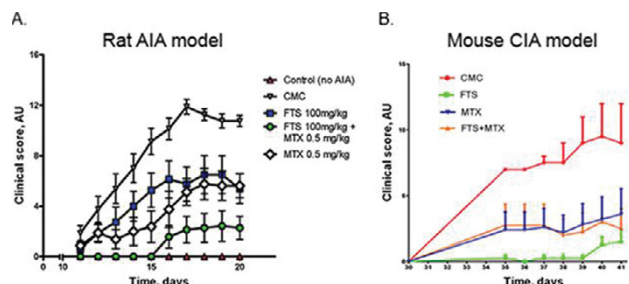 A.
Rat AIA model
Clinical score, AU
16
12
8
4
0
0 10 15 20
Time, days
Control (no AIA)
CMC
FTS 100mg/kg
FTS 100mg/kg +
MTX 0.5 mg/kg
MTX 0.5 mg/kg
B.
Mouse CIA model
Clinical score, AU
15
10
5
0
30 31 32 33 34 35 36 37 38 39 40 41
Time, days
CMC
FTS
MTX
FTS+MTX